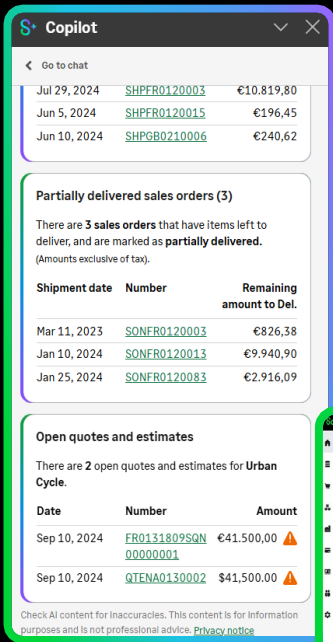 Copilot
Go to chat
Jul 29, 2024 SHPFR0120003 €10.819,80
Jun 5, 2024 SHPFR0120015 €196,45
Jun 10, 2024 SHPGB0210006 €240,62
Partially delivered sales orders (3)
There are 3 sales orders that have items left to
deliver, and are marked as partially delivered.
(Amounts exclusive of tax).
Shipment date Number Remaining
amount to Del.
Mar 11, 2023 SONFR0120003 €826,38
Jan 10, 2024 SONFR0120013 €9.940,90
Jan 25, 2024 SONFR0120083 €2.916,09
Open quotes and estimates
There are 2 open quotes and estimates for Urban
Cycle.
Date Number Amount
Sep 10, 2024 FR0131809SQN €41.500,00
00000001
Sep 10, 2024 QTENA0130002 $41,500.00
Check AI content for inaccuracies. This content is for information
purposes and is not professional advice. Privacy notice